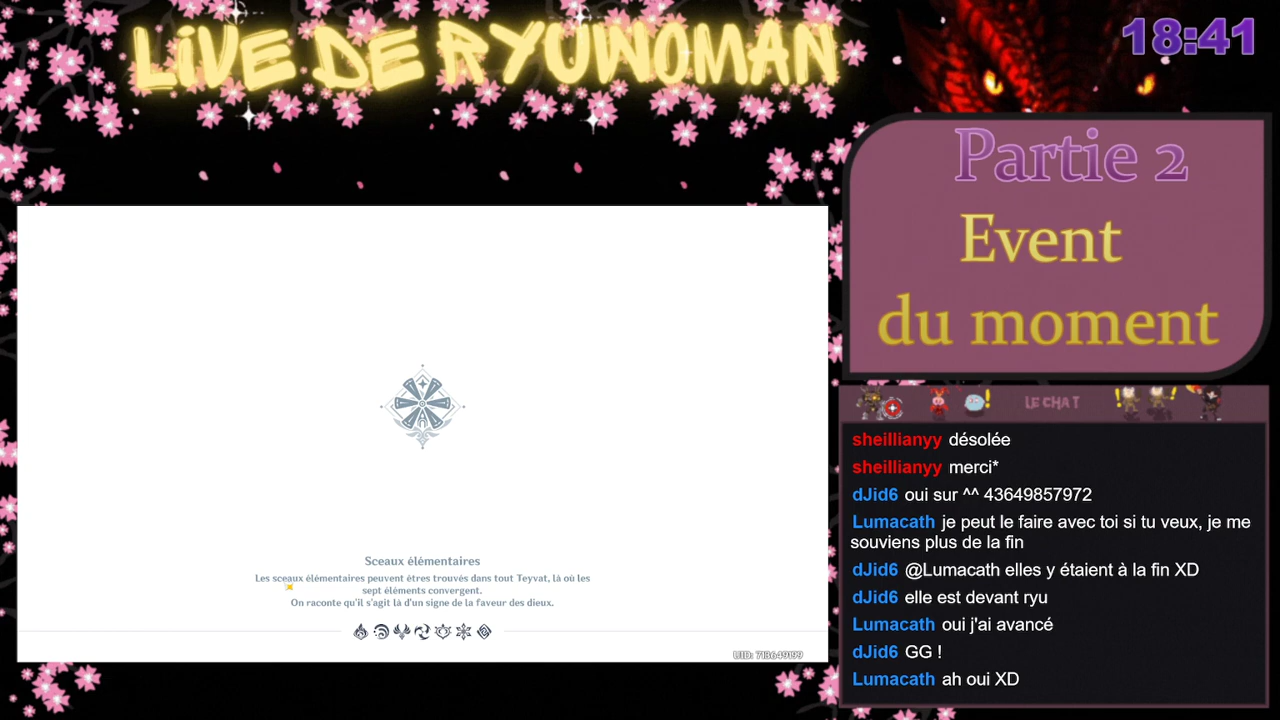 LIVE DE RYUWOMAN
18:41
Partie 2
Event
du moment
Sceaux élémentaires
Les sceaux élémentaires peuvent êtres trouvés dans tout Teyvat, là où les
sept éléments convergent.
On raconte qu'il s'agit là d'un signe de la faveur des dieux.
UID: 713649199
LE CHAT
sheillianyy désolée
sheillianyy merci*
dJid6 oui sur ^^ 43649857972
Lumacath je peut le faire avec toi si tu veux, je me
souviens plus de la fin
dJid6 @Lumacath elles y étaient à la fin XD
dJid6 elle est devant ryu
Lumacath oui j'ai avancé
dJid6 GG !
Lumacath ah oui XD